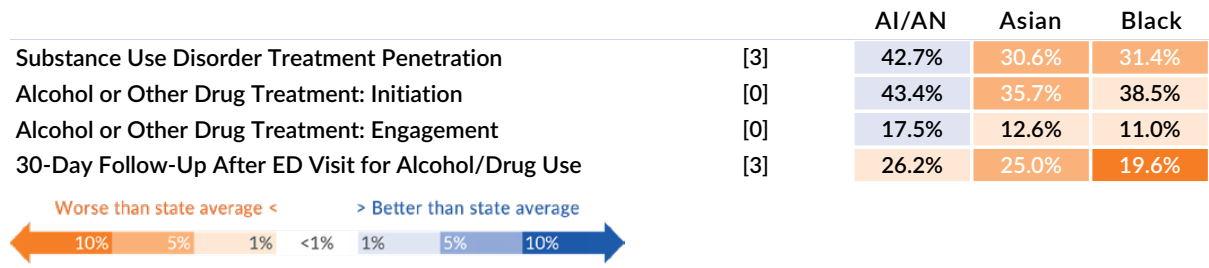 AI/AN Asian Black
Substance Use Disorder Treatment Penetration [3] 42.7% 30.6% 31.4%
Alcohol or Other Drug Treatment: Initiation [0] 43.4% 35.7% 38.5%
Alcohol or Other Drug Treatment: Engagement [0] 17.5% 12.6% 11.0%
30-Day Follow-Up After ED Visit for Alcohol/Drug Use [3] 26.2% 25.0% 19.6%
Worse than state average < > Better than state average
10% 5% 1% <1% 1% 5% 10%